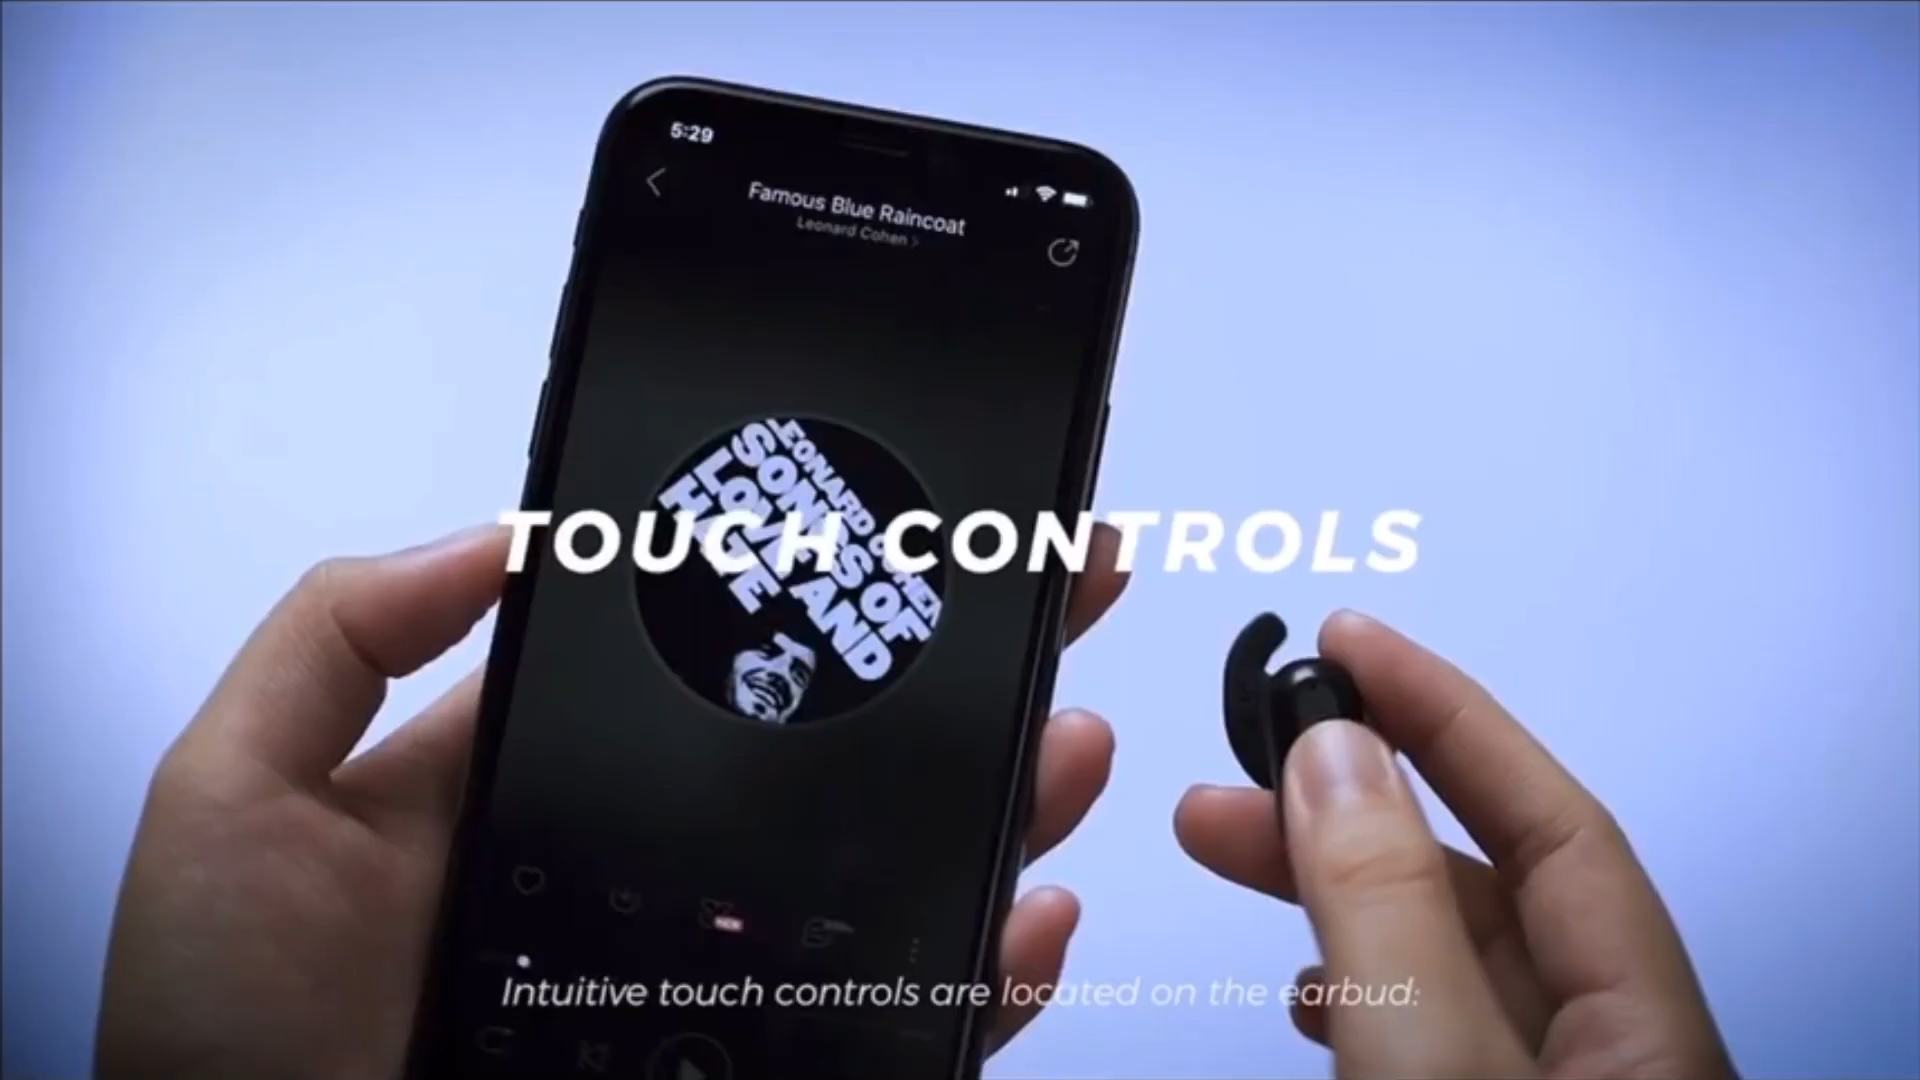 5:29
Famous Blue Raincoat
Leonard Cohen
LEONARD COHEN
SONGS OF
LOVE AND
HATE
TOUCH CONTROLS
NEW
Intuitive touch controls are located on the earbud: